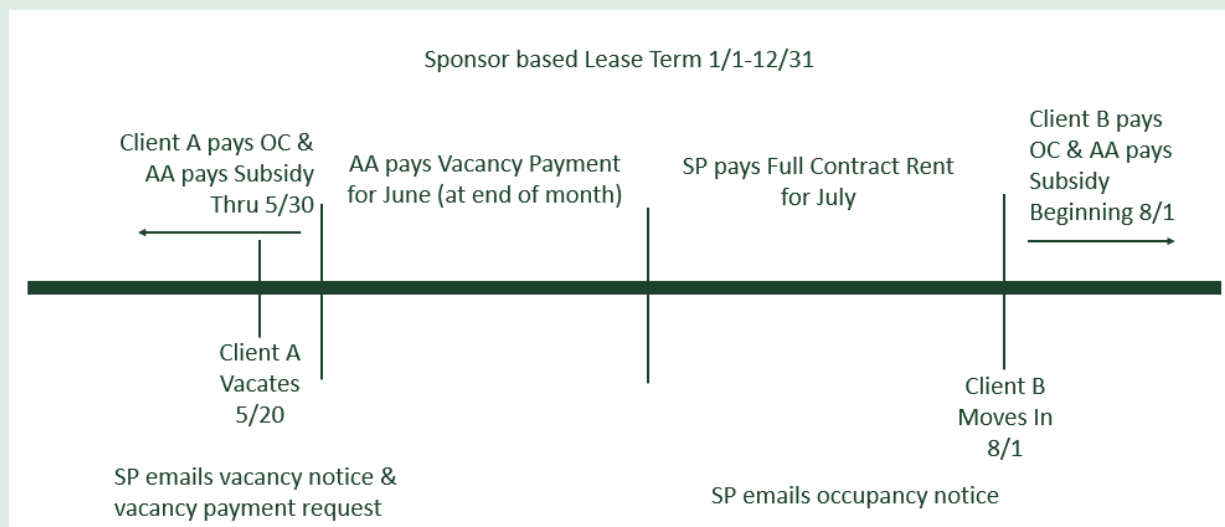 Sponsor based Lease Term 1/1-12/31
Client A pays OC &
AA pays Subsidy
Thru 5/30
AA pays Vacancy Payment
for June (at end of month)
SP pays Full Contract Rent
for July
Client B pays
OC & AA pays
Subsidy
Beginning 8/1
Client A
Vacates
5/20
Client B
Moves In
8/1
SP emails vacancy notice &
vacancy payment request
SP emails occupancy notice